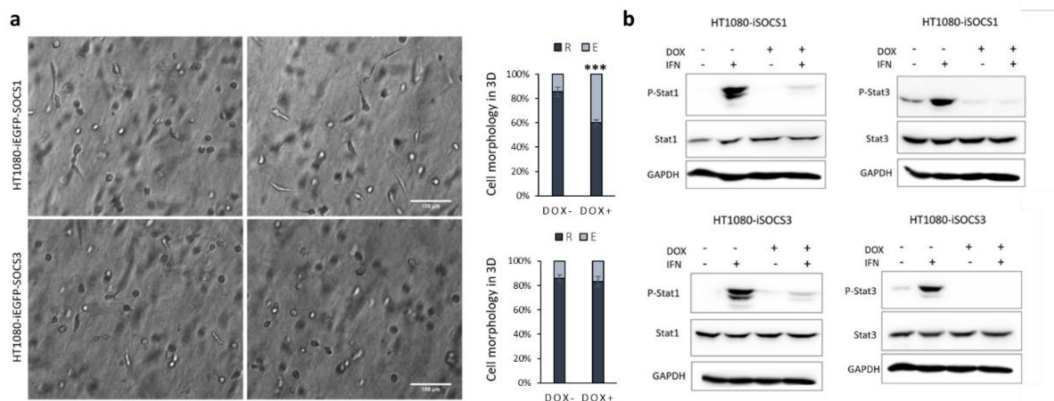 a
HT1080-iEGFP-SOCS1
100 μm
HT1080-iEGFP-SOCS3
100 μm
R E
***
Cell morphology in 3D
100%
80%
60%
40%
20%
0%
DOX- DOX+
R E
Cell morphology in 3D
100%
80%
60%
40%
20%
0%
DOX- DOX+
b
HT1080-iSOCS1
DOX - - + +
IFN - + - +
P-Stat1
Stat1
GAPDH
HT1080-iSOCS1
DOX - - + +
IFN - + - +
P-Stat3
Stat3
GAPDH
HT1080-iSOCS3
DOX - - + +
IFN - + - +
P-Stat1
Stat1
GAPDH
HT1080-iSOCS3
DOX - - + +
IFN - + - +
P-Stat3
Stat3
GAPDH